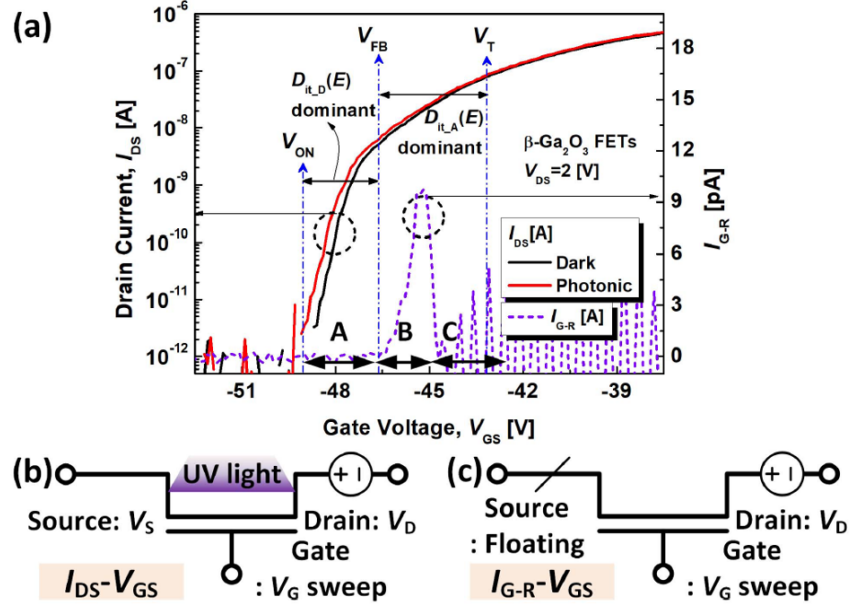 (a)
10⁻⁶
10⁻⁷
10⁻⁸
10⁻⁹
10⁻¹⁰
10⁻¹¹
10⁻¹²
Drain Current, I_DS [A]
V_FB
V_T
D_it_D(E)
dominant
V_ON
D_it_A(E)
dominant
β-Ga₂O₃ FETs
V_DS=2 [V]
I_DS[A]
Dark
Photonic
I_G-R [A]
A
B
C
18
15
12
9
6
3
0
I_G-R [pA]
-51
-48
-45
-42
-39
Gate Voltage, V_GS [V]
(b)
UV light
+ –
Source: V_S
Drain: V_D
Gate
: V_G sweep
I_DS-V_GS
(c)
+ –
Source
: Floating
Drain: V_D
Gate
: V_G sweep
I_G-R-V_GS